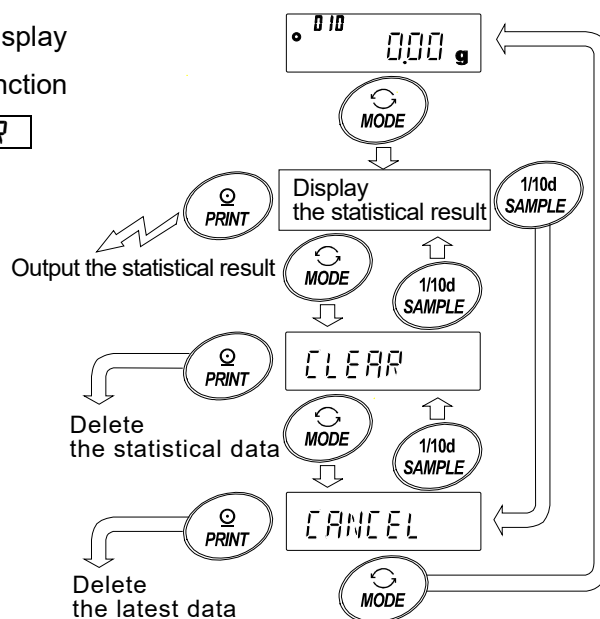 splay
nction
R
010
0.00 g
MODE
PRINT
Display
the statistical result
1/10d
SAMPLE
Output the statistical result
MODE
1/10d
SAMPLE
PRINT
CLEAR
Delete
the statistical data
MODE
1/10d
SAMPLE
PRINT
CANCEL
Delete
the latest data
MODE